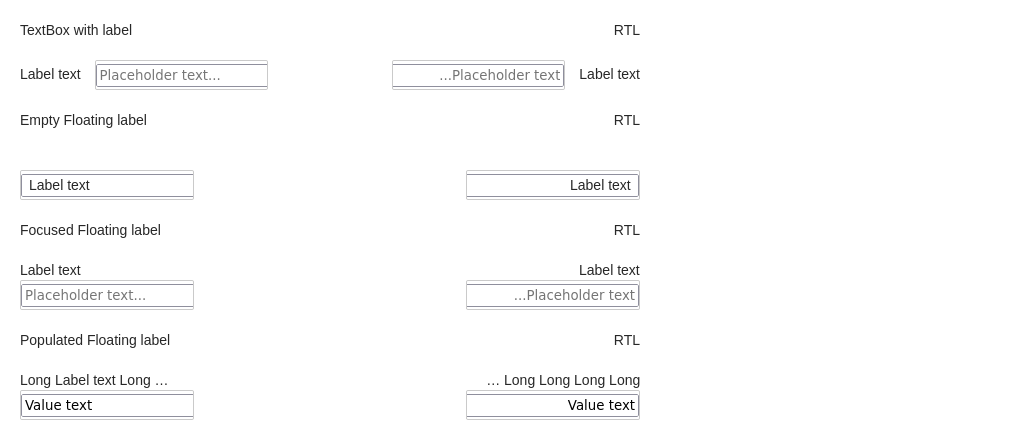 TextBox with label RTL
Label text Placeholder text... ...Placeholder text Label text
Empty Floating label RTL
Label text Label text
Focused Floating label RTL
Label text Label text
Placeholder text... ...Placeholder text
Populated Floating label RTL
Long Label text Long … … Long Long Long Long
Value text Value text